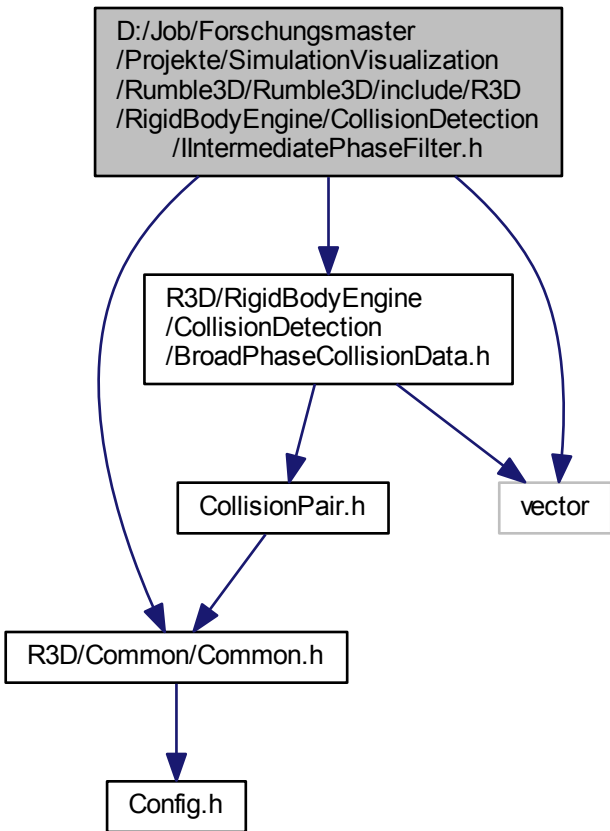 D:/Job/Forschungsmaster
/Projekte/SimulationVisualization
/Rumble3D/Rumble3D/include/R3D
/RigidBodyEngine/CollisionDetection
/IIntermediatePhaseFilter.h
R3D/RigidBodyEngine
/CollisionDetection
/BroadPhaseCollisionData.h
CollisionPair.h
vector
R3D/Common/Common.h
Config.h